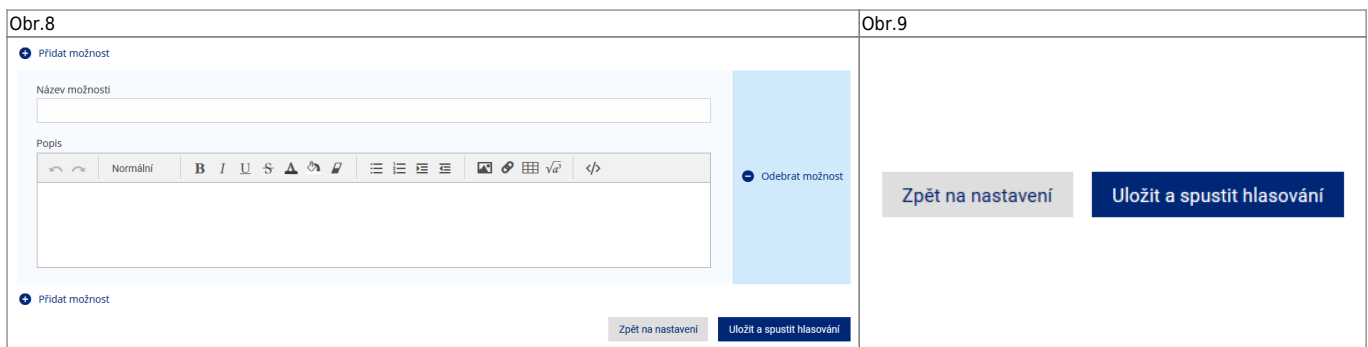 Obr.8
Přidat možnost
Název možnosti
Popis
Normální B I U S A
Odebrat možnost
Přidat možnost
Zpět na nastavení Uložit a spustit hlasování
Obr.9
Zpět na nastavení Uložit a spustit hlasování